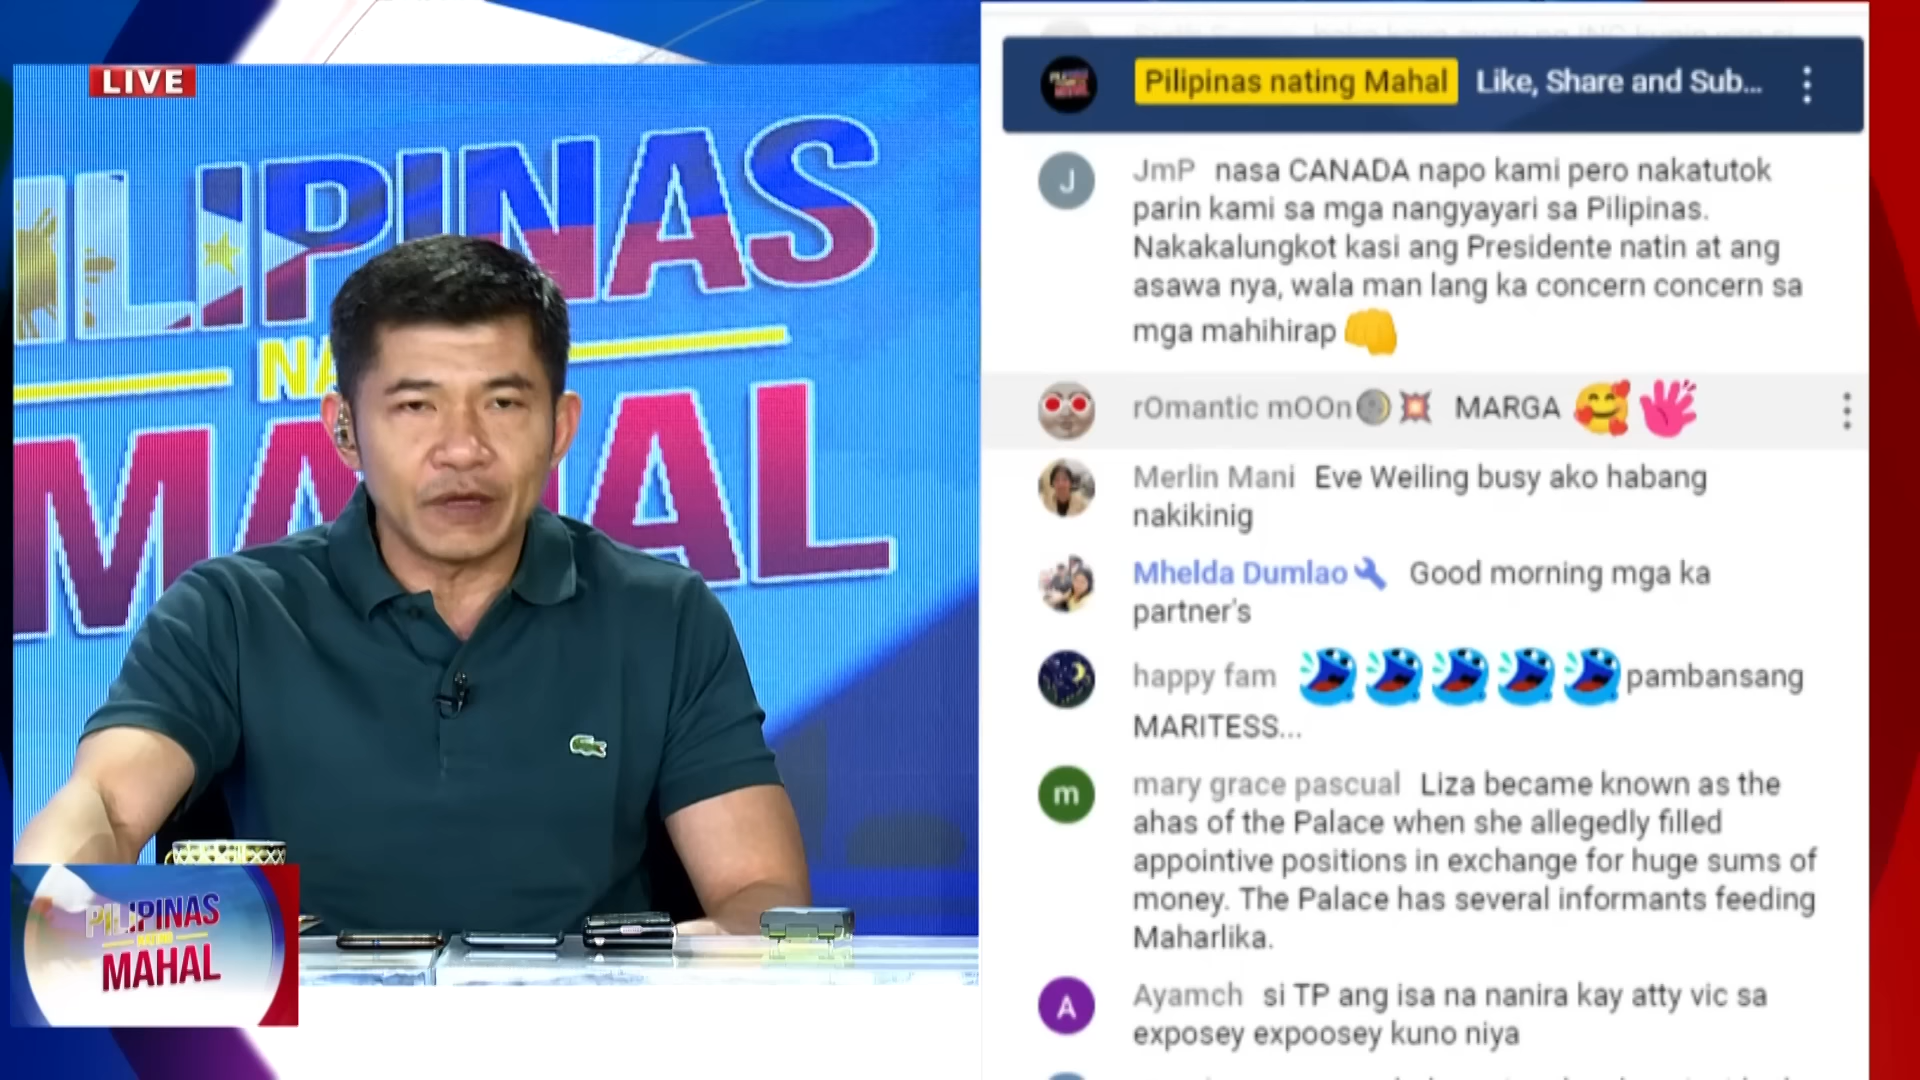 LIVE
PILIPINAS
NA
MAHAL
PILIPINAS
NATING
MAHAL
Pilipinas nating Mahal Like, Share and Sub...
J
JmP nasa CANADA napo kami pero nakatutok
parin kami sa mga nangyayari sa Pilipinas.
Nakakalungkot kasi ang Presidente natin at ang
asawa nya, wala man lang ka concern concern sa
mga mahihirap 👊
rOmantic mOOn🌖💥 MARGA 🥰
Merlin Mani Eve Weiling busy ako habang
nakikinig
Mhelda Dumlao🔧 Good morning mga ka
partner's
happy fam pambansang
MARITESS...
m
mary grace pascual Liza became known as the
ahas of the Palace when she allegedly filled
appointive positions in exchange for huge sums of
money. The Palace has several informants feeding
Maharlika.
A
Ayamch si TP ang isa na nanira kay atty vic sa
exposey expoosey kuno niya